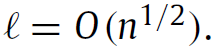 ℓ = O(n^{1/2}).